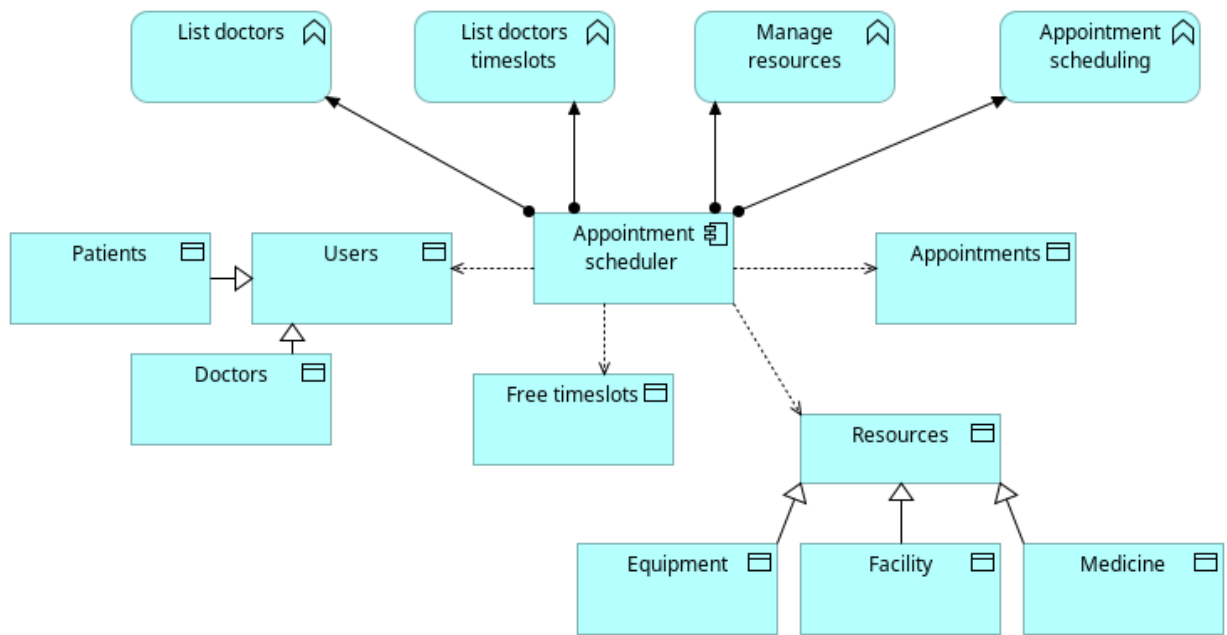 List doctors
List doctors
timeslots
Manage
resources
Appointment
scheduling
Patients
Users
Appointment
scheduler
Appointments
Doctors
Free timeslots
Resources
Equipment
Facility
Medicine